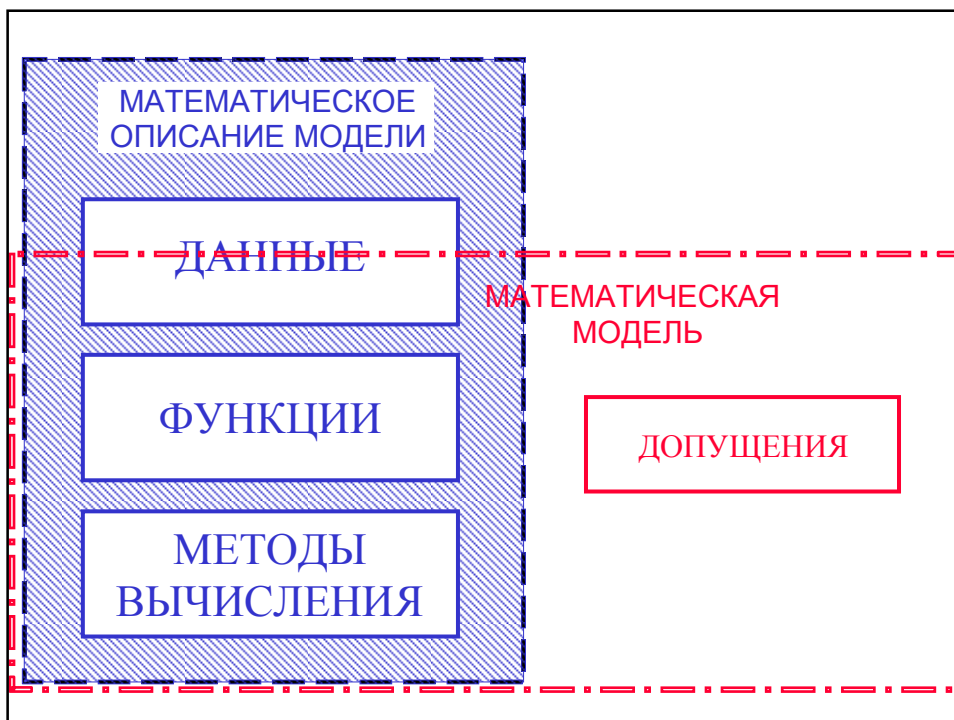 МАТЕМАТИЧЕСКОЕ
ОПИСАНИЕ МОДЕЛИ
ДАННЫЕ
МАТЕМАТИЧЕСКАЯ
МОДЕЛЬ
ФУНКЦИИ
ДОПУЩЕНИЯ
МЕТОДЫ
ВЫЧИСЛЕНИЯ